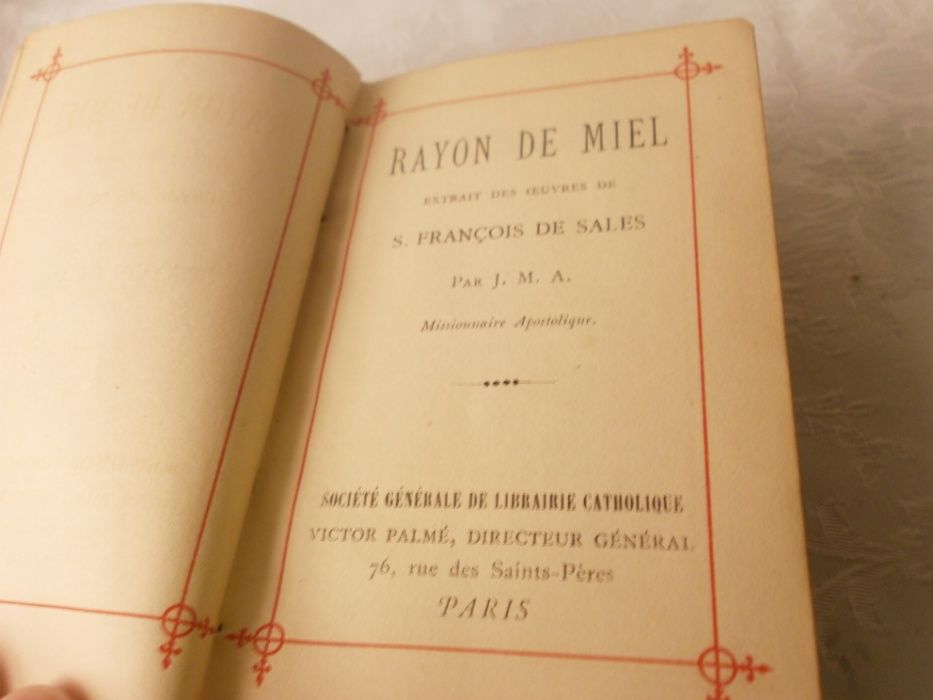 RAYON DE MIEL
EXTRAIT DES ŒUVRES DE
S. FRANÇOIS DE SALES
PAR J. M. A.
Missionnaire Apostolique.
SOCIÉTÉ GÉNÉRALE DE LIBRAIRIE CATHOLIQUE
VICTOR PALMÉ, DIRECTEUR GÉNÉRAL
76, rue des Saints-Pères
PARIS